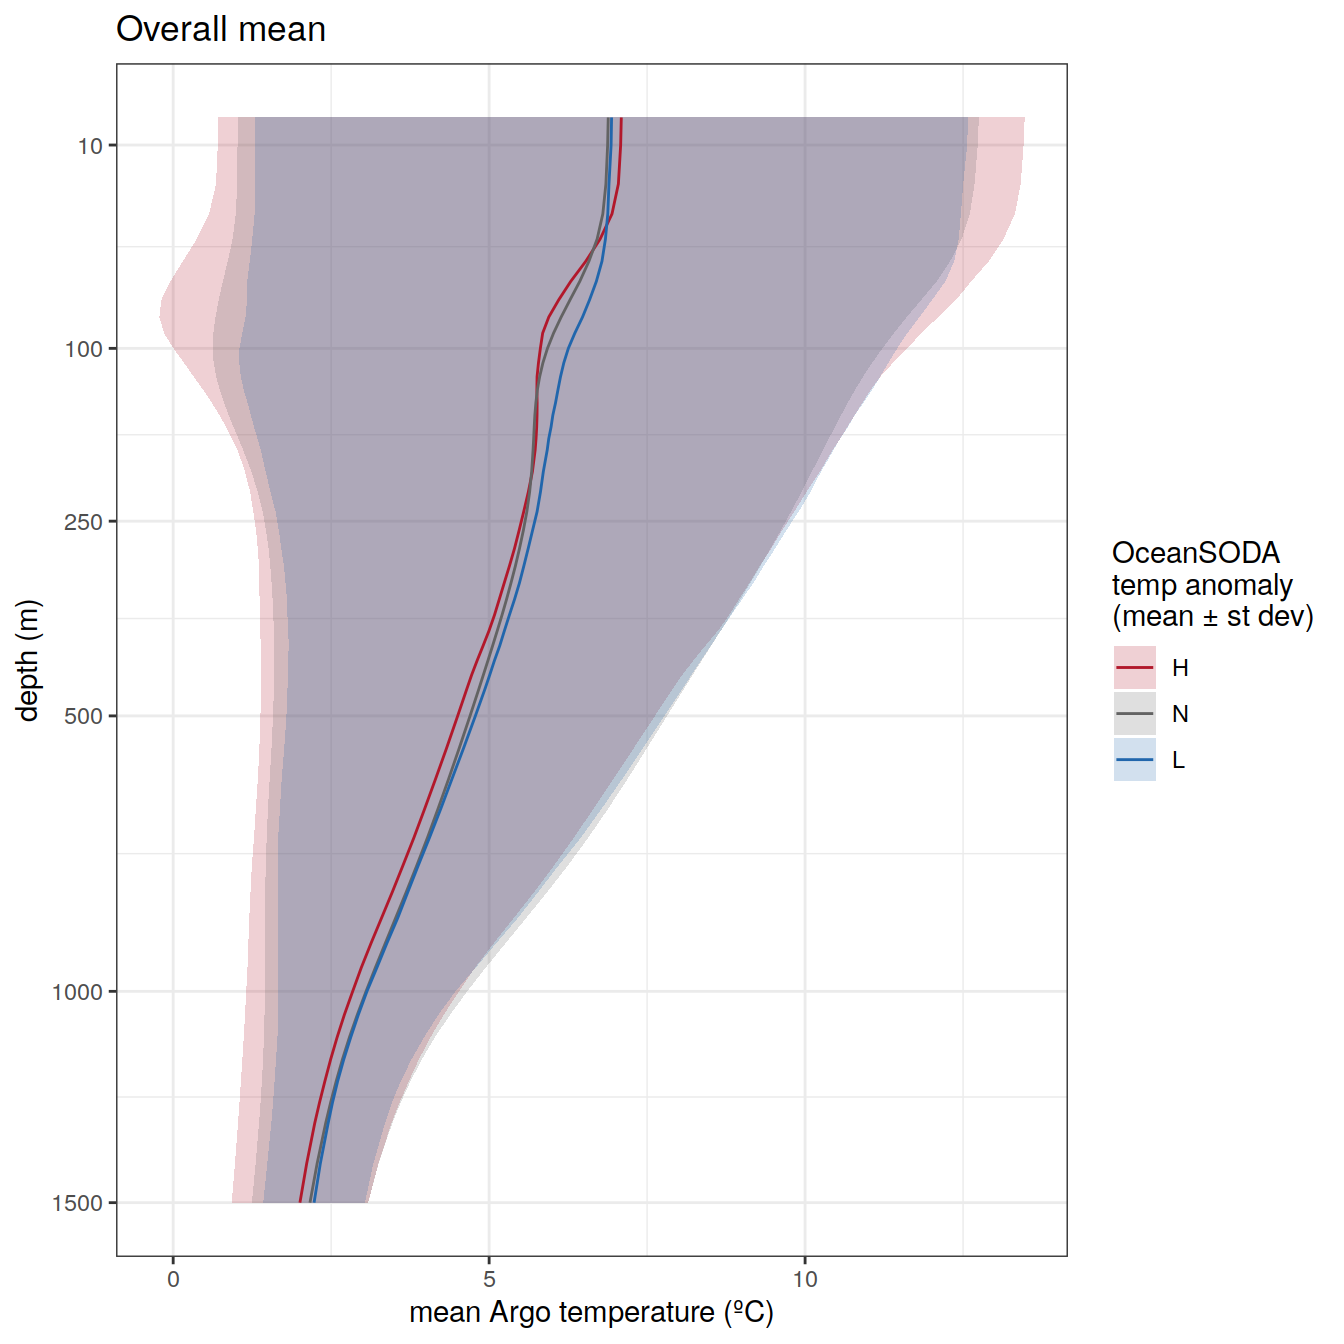 Overall mean
10
100
250
500
1000
1500
depth (m)
0
5
10
mean Argo temperature (ºC)
OceanSODA
temp anomaly
(mean ± st dev)
H
N
L